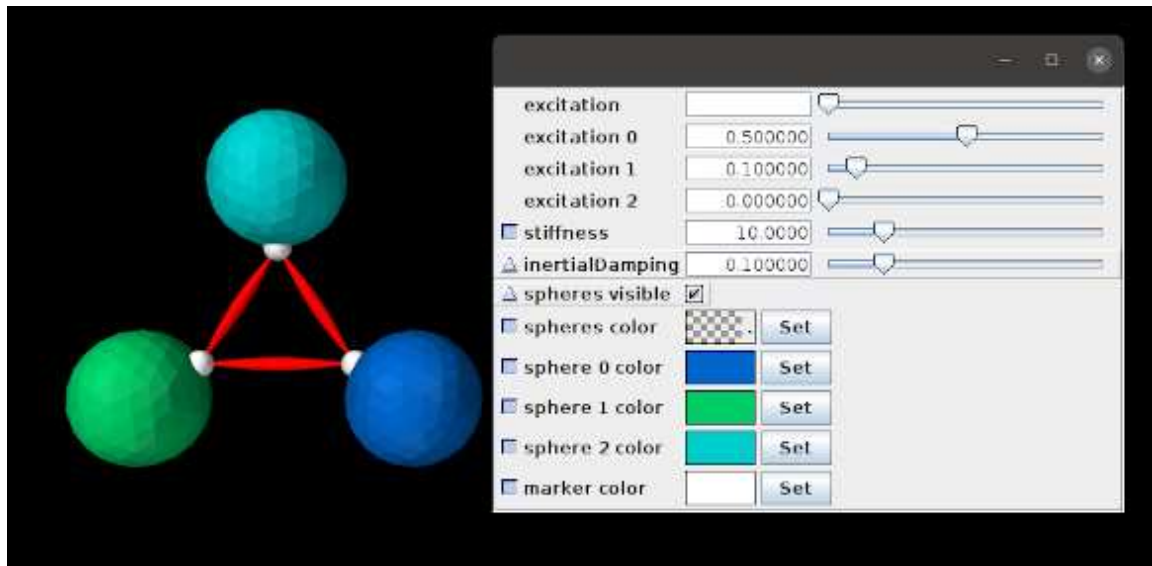 excitation
excitation 0 0.500000
excitation 1 0.100000
excitation 2 0.000000
stiffness 10.0000
inertialDamping 0.100000
spheres visible
spheres color Set
sphere 0 color Set
sphere 1 color Set
sphere 2 color Set
marker color Set